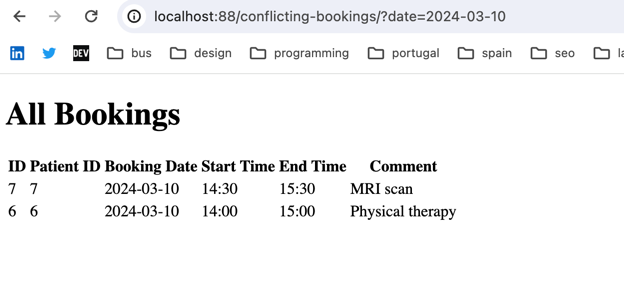 localhost:88/conflicting-bookings/?date=2024-03-10
in DEV bus design programming portugal spain seo la
All Bookings
ID Patient ID Booking Date Start Time End Time Comment
7 7 2024-03-10 14:30 15:30 MRI scan
6 6 2024-03-10 14:00 15:00 Physical therapy